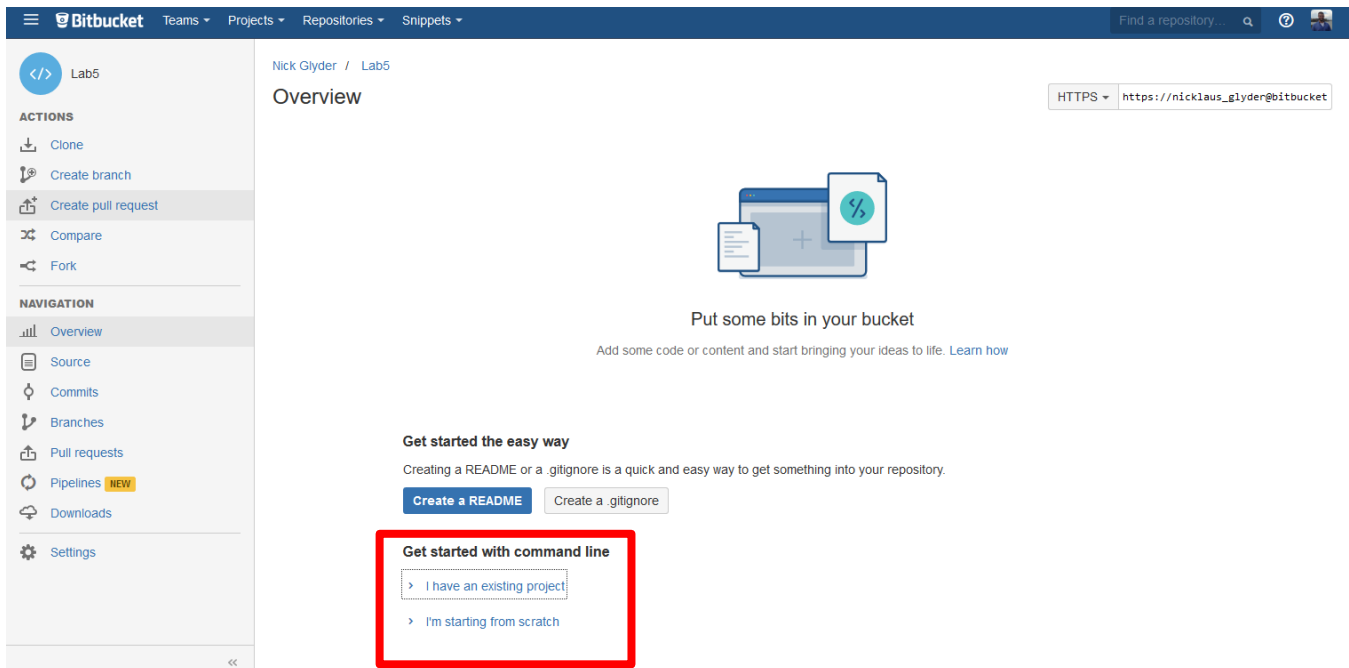 Bitbucket Teams Projects Repositories Snippets Find a repository...
Lab5
ACTIONS
Clone
Create branch
Create pull request
Compare
Fork
NAVIGATION
Overview
Source
Commits
Branches
Pull requests
Pipelines NEW
Downloads
Settings
Nick Glyder / Lab5
Overview
HTTPS https://nicklaus_glyder@bitbucket
Put some bits in your bucket
Add some code or content and start bringing your ideas to life. Learn how
Get started the easy way
Creating a README or a .gitignore is a quick and easy way to get something into your repository.
Create a README Create a .gitignore
Get started with command line
I have an existing project
I'm starting from scratch